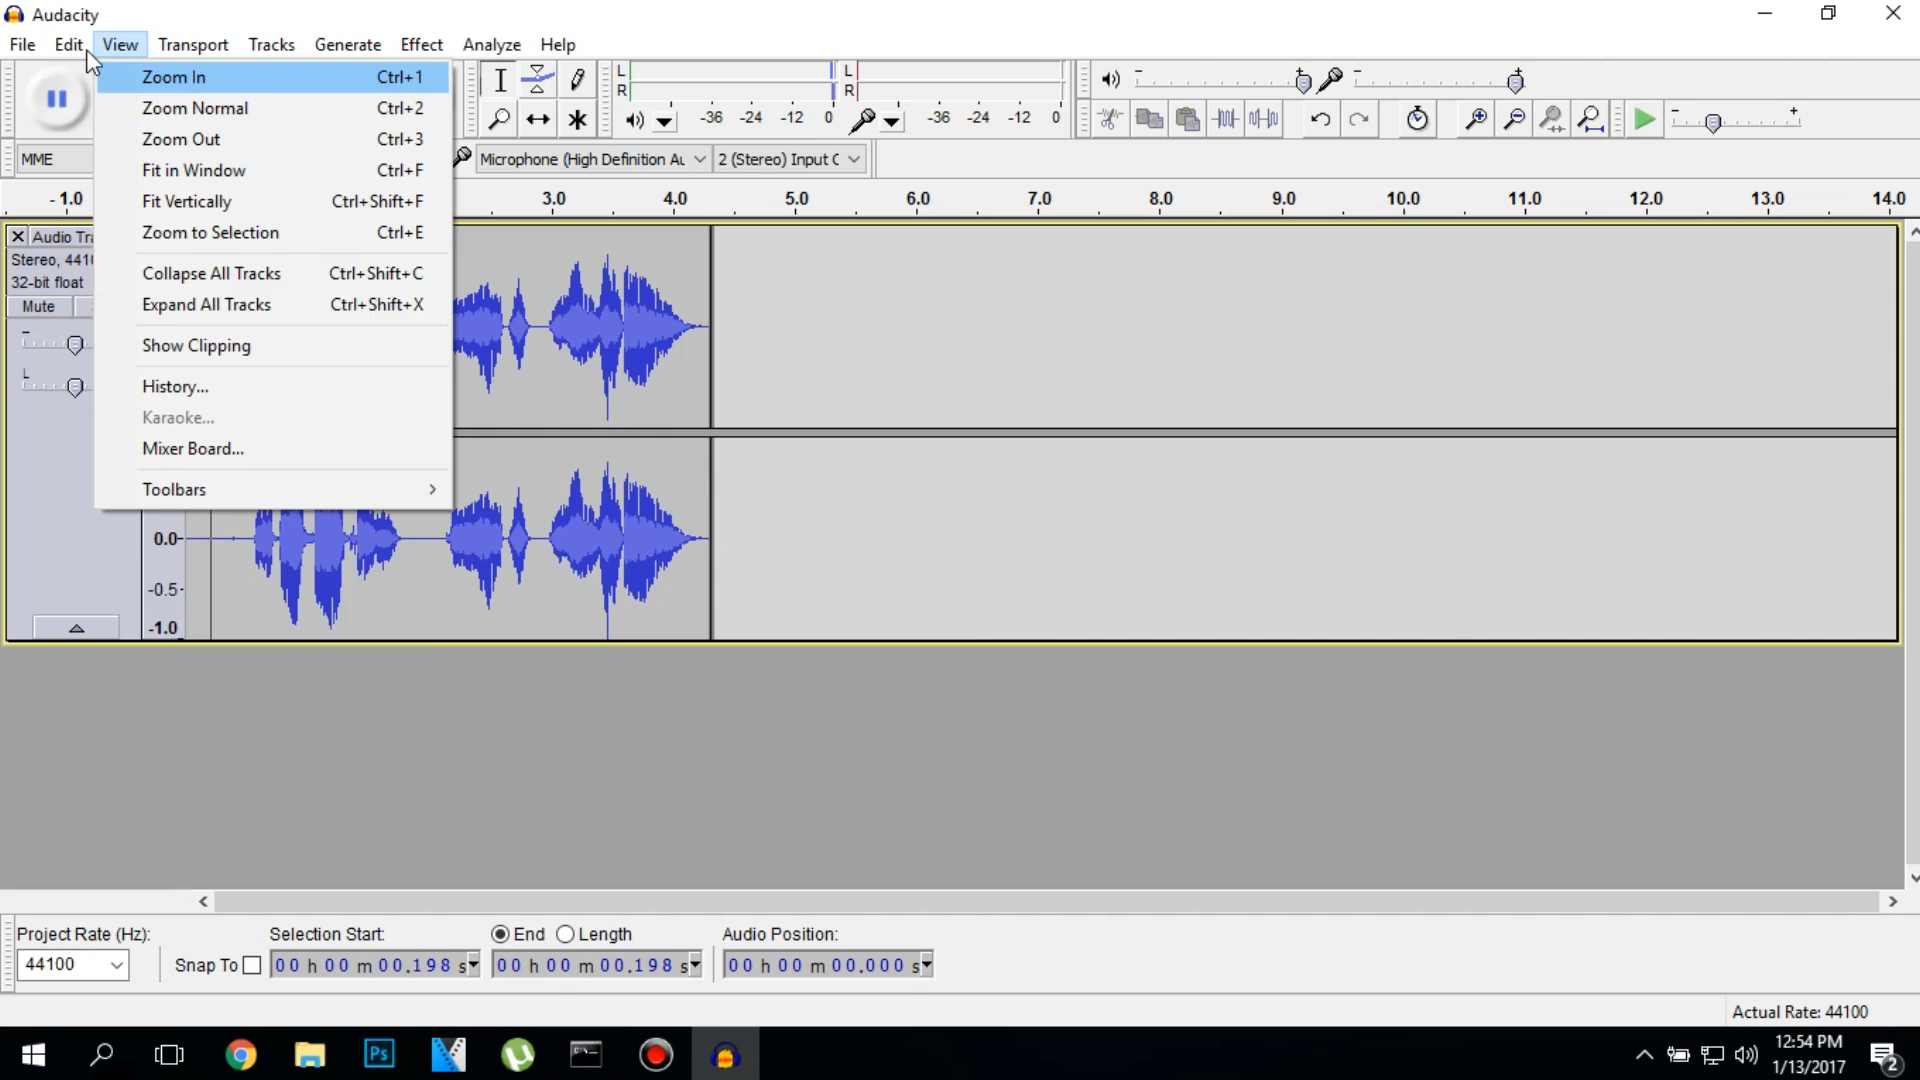 Audacity
File Edit View Transport Tracks Generate Effect Analyze Help
Zoom In Ctrl+1
Zoom Normal Ctrl+2
Zoom Out Ctrl+3
Fit in Window Ctrl+F
Fit Vertically Ctrl+Shift+F
Zoom to Selection Ctrl+E
Collapse All Tracks Ctrl+Shift+C
Expand All Tracks Ctrl+Shift+X
Show Clipping
History...
Karaoke...
Mixer Board...
Toolbars
L
R
-36 -24 -12 0
L
R
-36 -24 -12 0
- +
MME
Microphone (High Definition Au
2 (Stereo) Input C
-1.0 3.0 4.0 5.0 6.0 7.0 8.0 9.0 10.0 11.0 12.0 13.0 14.0
Audio Tra
Stereo, 441
32-bit float
Mute
- 
L
0.0-
-0.5-
-1.0
Project Rate (Hz):
44100
Snap To
Selection Start:
00 h 00 m 00.198 s
End Length
00 h 00 m 00.198 s
Audio Position:
00 h 00 m 00.000 s
Actual Rate: 44100
Ps
12:54 PM
1/13/2017
2